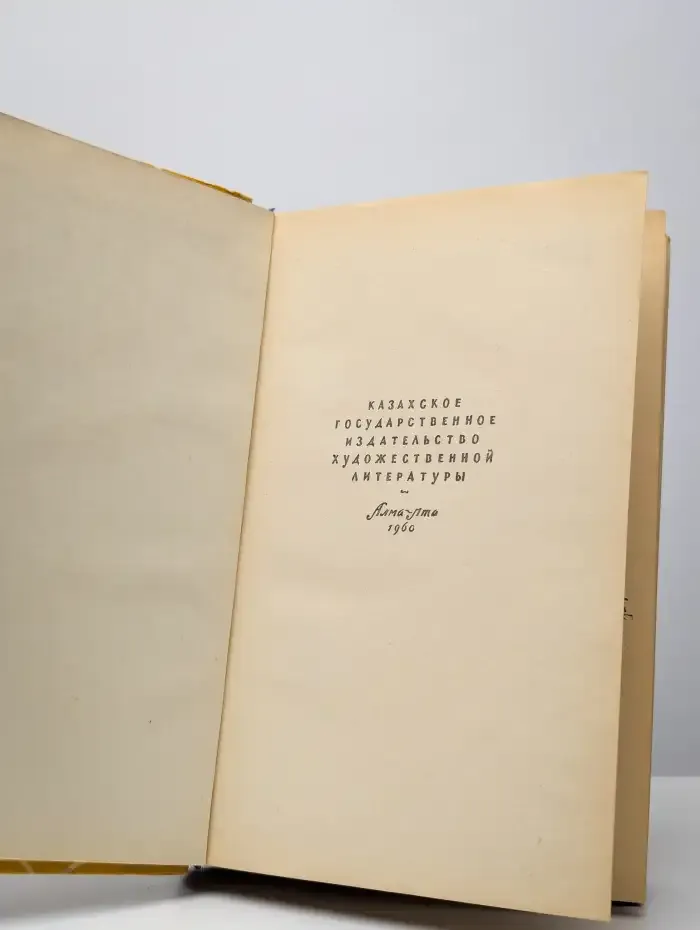 КАЗАХСКОЕ
ГОСУДАРСТВЕННОЕ
ИЗДАТЕЛЬСТВО
ХУДОЖЕСТВЕННОЙ
ЛИТЕРАТУРЫ
Алма-Ата
1960